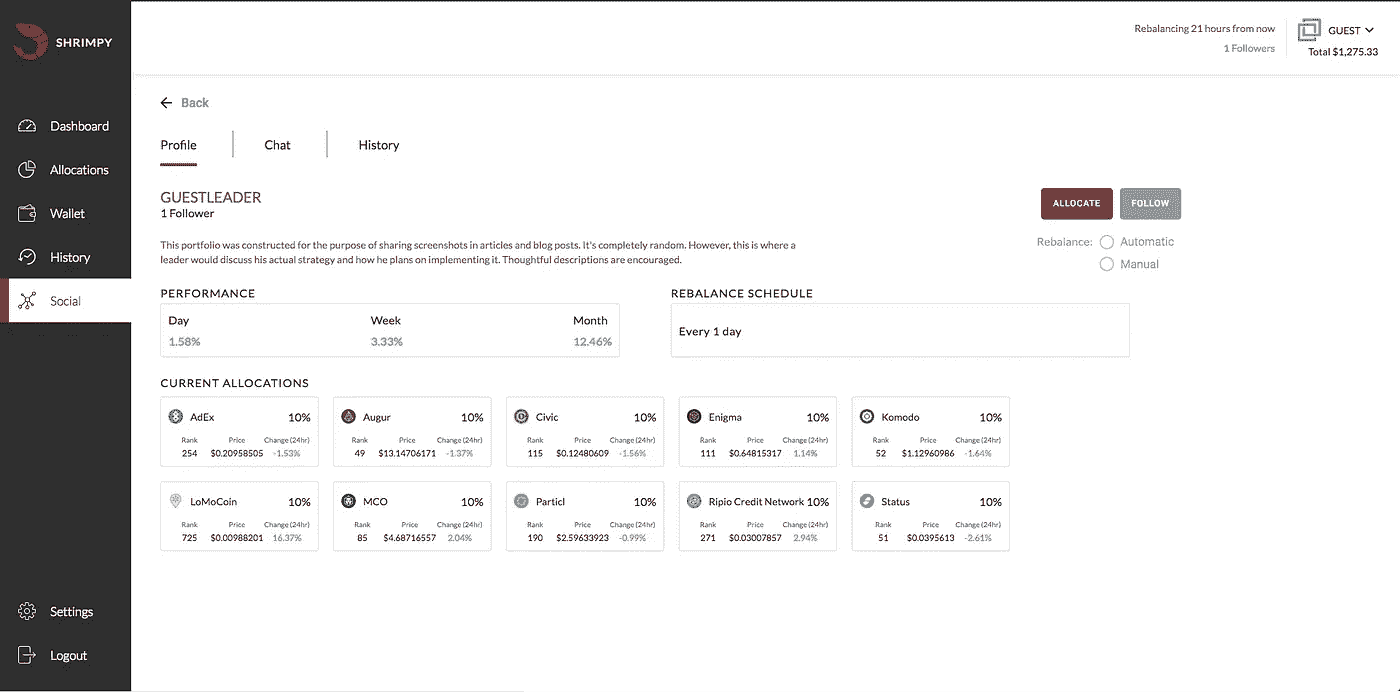 SHRIMPY
Rebalancing 21 hours from now
1 Followers
GUEST
Total $1,275.33
Dashboard
Allocations
Wallet
History
Social
Settings
Logout
Back
Profile
Chat
History
GUESTLEADER
1 Follower
ALLOCATE
FOLLOW
Rebalance: Automatic
Manual
This portfolio was constructed for the purpose of sharing screenshots in articles and blog posts. It's completely random. However, this is where a
leader would discuss his actual strategy and how he plans on implementing it. Thoughtful descriptions are encouraged.
PERFORMANCE
Day Week Month
1.58% 3.33% 12.46%
REBALANCE SCHEDULE
Every 1 day
CURRENT ALLOCATIONS
AdEx 10%
Rank Price Change (24hr)
254 $0.20958505 -1.53%
Augur 10%
Rank Price Change (24hr)
49 $13.14706171 -1.37%
Civic 10%
Rank Price Change (24hr)
115 $0.12480609 -1.56%
Enigma 10%
Rank Price Change (24hr)
111 $0.64815317 1.14%
Komodo 10%
Rank Price Change (24hr)
52 $1.12960986 -1.64%
LoMoCoin 10%
Rank Price Change (24hr)
725 $0.00988201 16.37%
MCO 10%
Rank Price Change (24hr)
85 $4.68716557 2.04%
Particl 10%
Rank Price Change (24hr)
190 $2.59633923 -0.99%
Ripio Credit Network 10%
Rank Price Change (24hr)
271 $0.03007857 2.94%
Status 10%
Rank Price Change (24hr)
51 $0.0395613 -2.61%